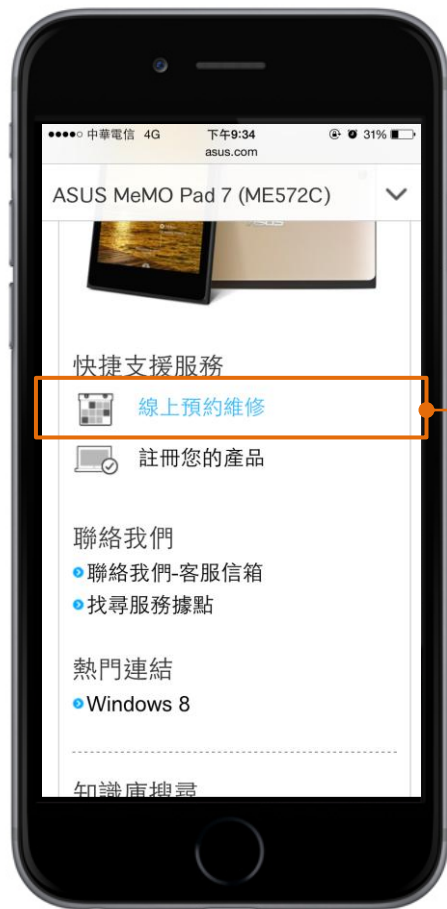 中華電信 4G 下午9:34 31%
asus.com
ASUS MeMO Pad 7 (ME572C)
快捷支援服務
線上預約維修
註冊您的產品
聯絡我們
聯絡我們-客服信箱
找尋服務據點
熱門連結
Windows 8
知識庫搜尋